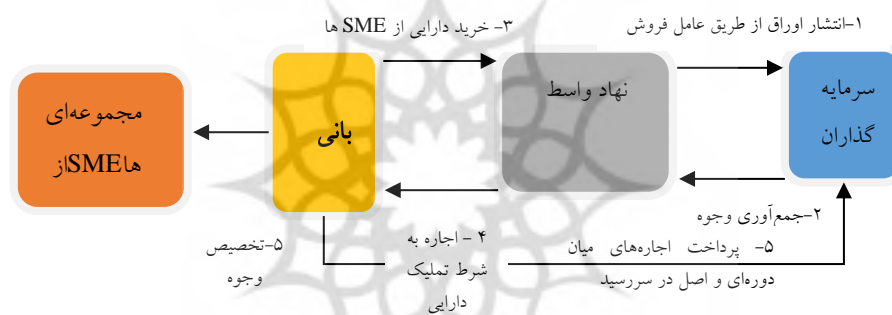 ۱-انتشار اوراق از طریق عامل فروش
۳- خرید دارایی از SME ها
سرمایه
گذاران
نهاد واسط
بانی
مجموعه‌ای
هاSMEاز
۲-جمع‌آوری وجوه
۵- پرداخت اجاره‌های میان
دوره‌ای و اصل در سررسید
۴ - اجاره به
شرط تملیک
دارایی
۵-تخصیص
وجوه